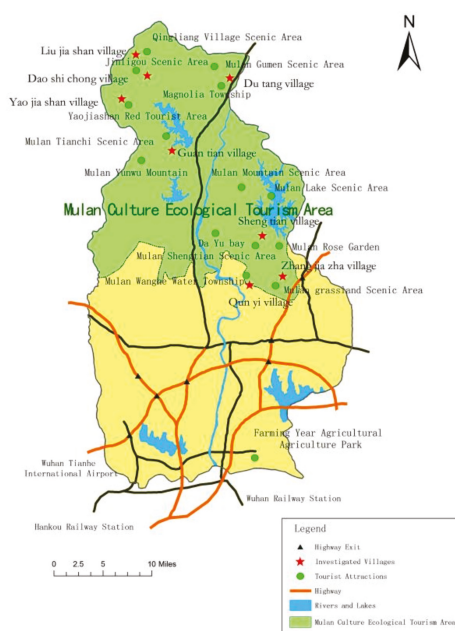 N
Qingliang Village Scenic Area
Liu jia shan village
Jinligou Scenic Area
Mulan Gumen Scenic Area
Dao shi chong village
Du tang village
Magnolia Township
Yao jia shan village
Yaojiashan Red Tourist Area
Mulan Tianchi Scenic Area
Guan tian village
Mulan Yunwu Mountain
Mulan Mountain Scenic Area
Mulan Lake Scenic Area
Mulan Culture Ecological Tourism Area
Sheng tian village
Da Yu bay
Mulan Rose Garden
Mulan Shengtian Scenic Area
Zhang jia zha village
Mulan Wanghe Water Township
Mulan grassland Scenic Area
Qun yi village
Farming Year Agricultural
Agriculture Park
Wuhan Tianhe
International Airport
Wuhan Railway Station
Hankou Railway Station
0 2.5 5 10 Miles
Legend
Highway Exit
Investigated Villages
Tourist Attractions
Highway
Rivers and Lakes
Mulan Culture Ecological Tourism Area